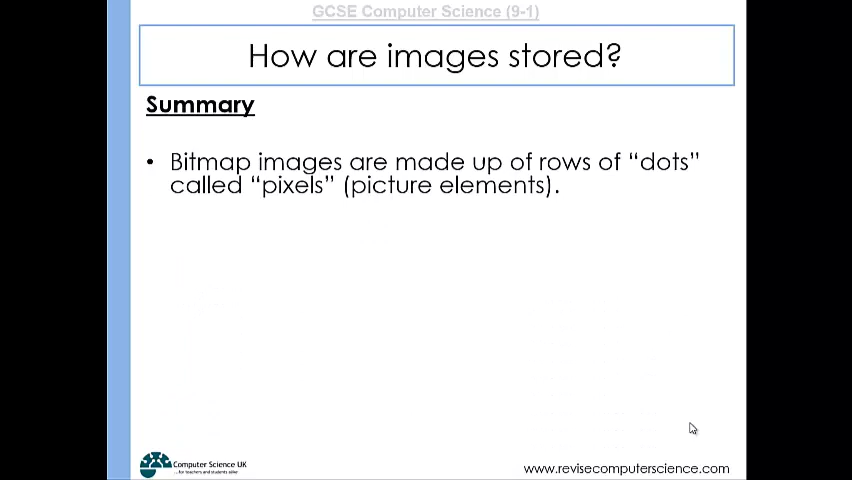 GCSE Computer Science (9-1)
How are images stored?
Summary
• Bitmap images are made up of rows of “dots”
called “pixels” (picture elements).
Computer Science UK
... for teachers and students alike
www.revisecomputerscience.com